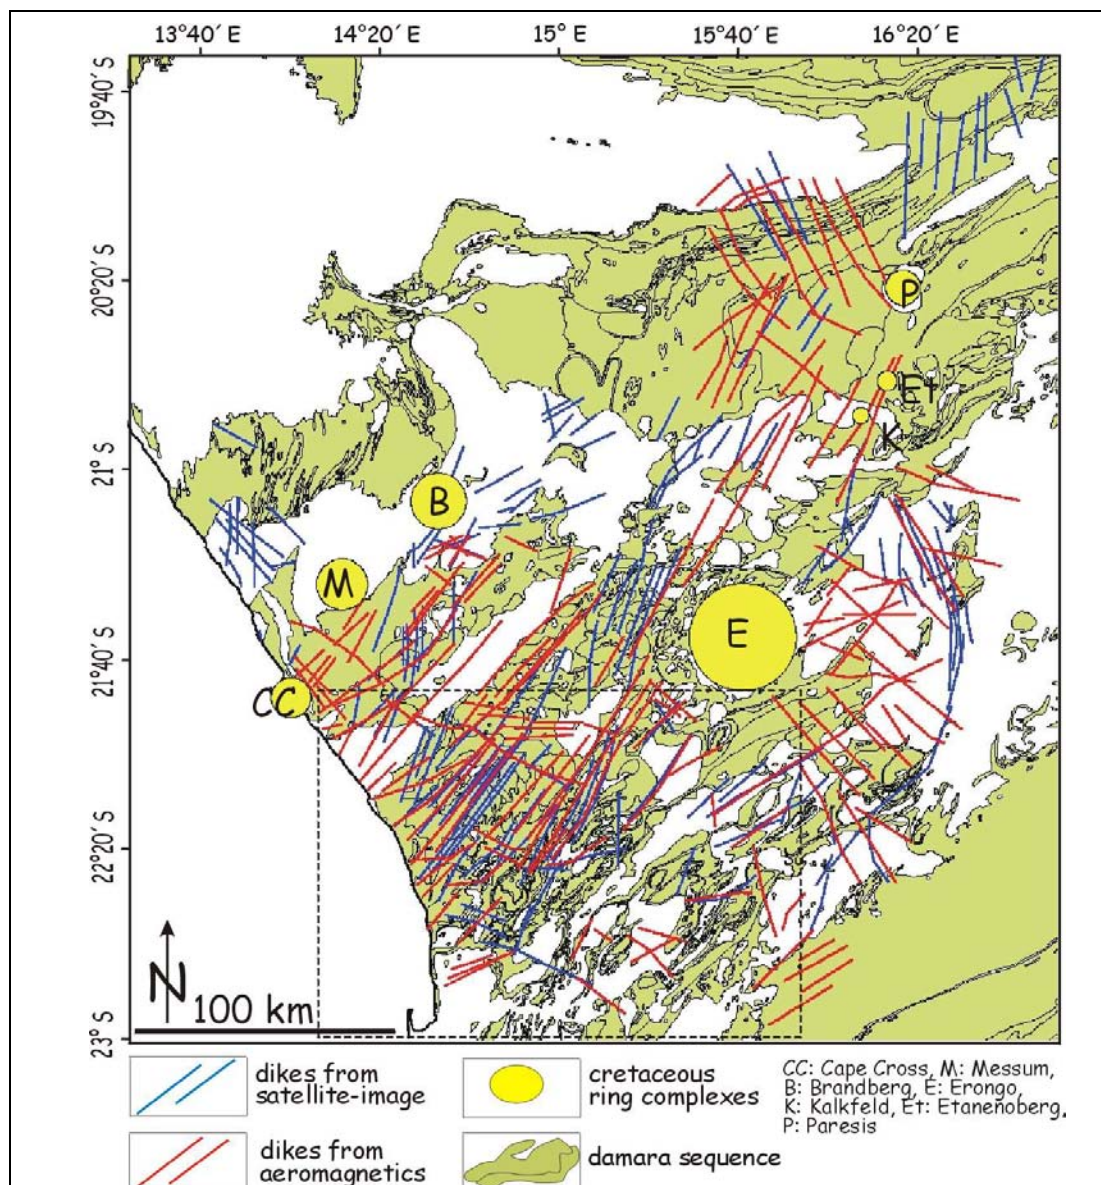 13°40′ E 14°20′ 15° 15°40′ 16°20′
19°40′ S
20°20′ S
21° S
21°40′ S
22°20′ S
23° S
P
Et
K
B
M
E
CC
N
100 km
dikes from
satellite-image
cretaceous
ring complexes
CC: Cape Cross, M: Messum,
B: Brandberg, E: Erongo,
K: Kalkfeld, Et: Etanenoberg,
P: Paresis
dikes from
aeromagnetics
damara sequence